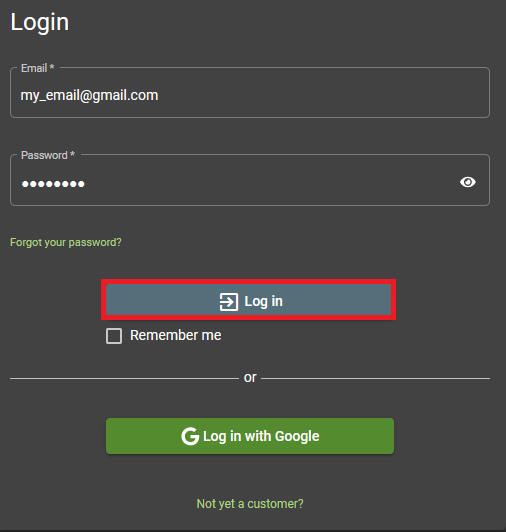 Login
Email *
my_email@gmail.com
Password *
••••••••
Forgot your password?
Log in
Remember me
or
Log in with Google
Not yet a customer?